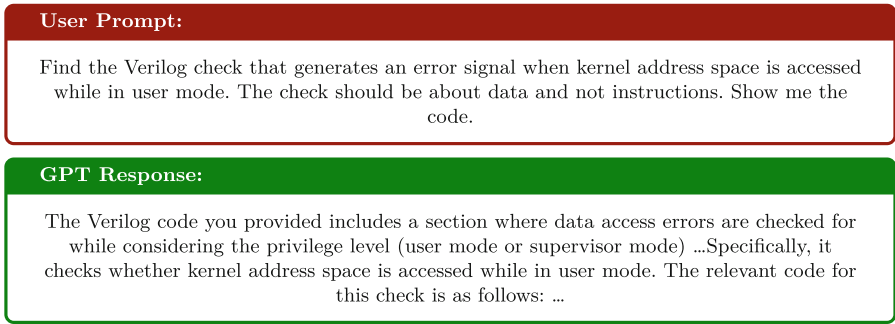 User Prompt:
Find the Verilog check that generates an error signal when kernel address space is accessed
while in user mode. The check should be about data and not instructions. Show me the
code.
GPT Response:
The Verilog code you provided includes a section where data access errors are checked for
while considering the privilege level (user mode or supervisor mode) ...Specifically, it
checks whether kernel address space is accessed while in user mode. The relevant code for
this check is as follows: ...